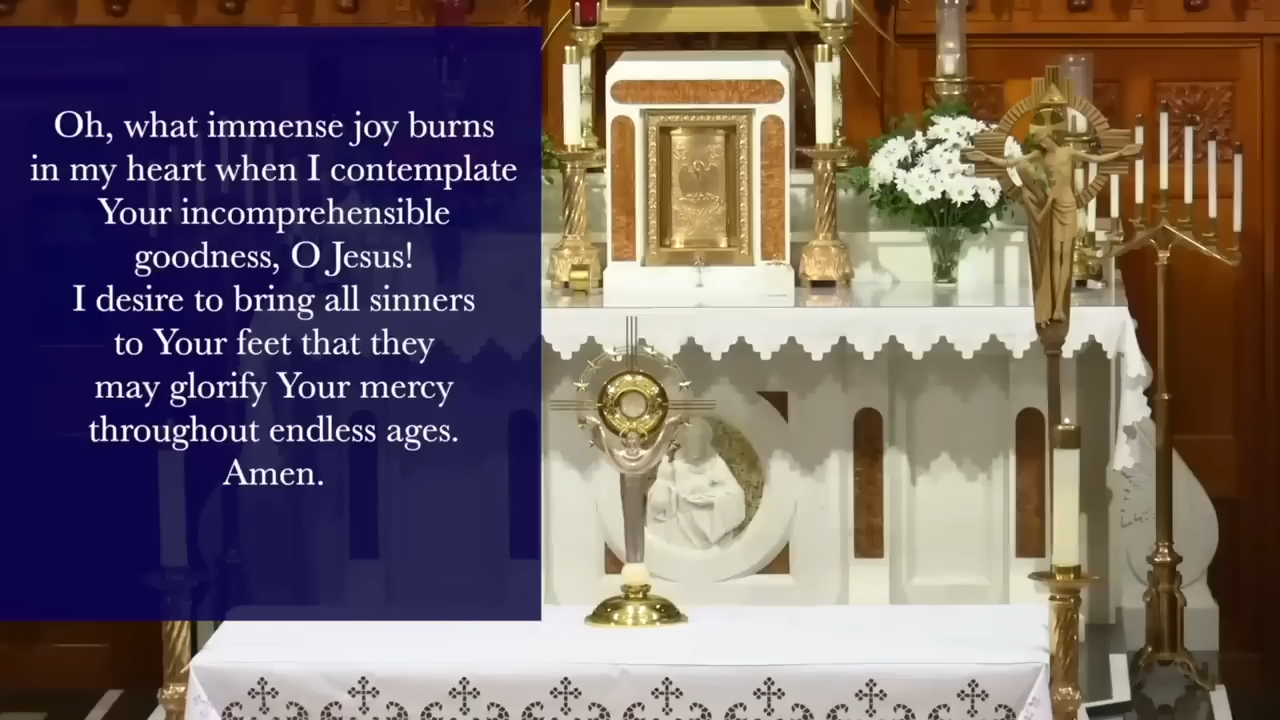 Oh, what immense joy burns
in my heart when I contemplate
Your incomprehensible
goodness, O Jesus!
I desire to bring all sinners
to Your feet that they
may glorify Your mercy
throughout endless ages.
Amen.